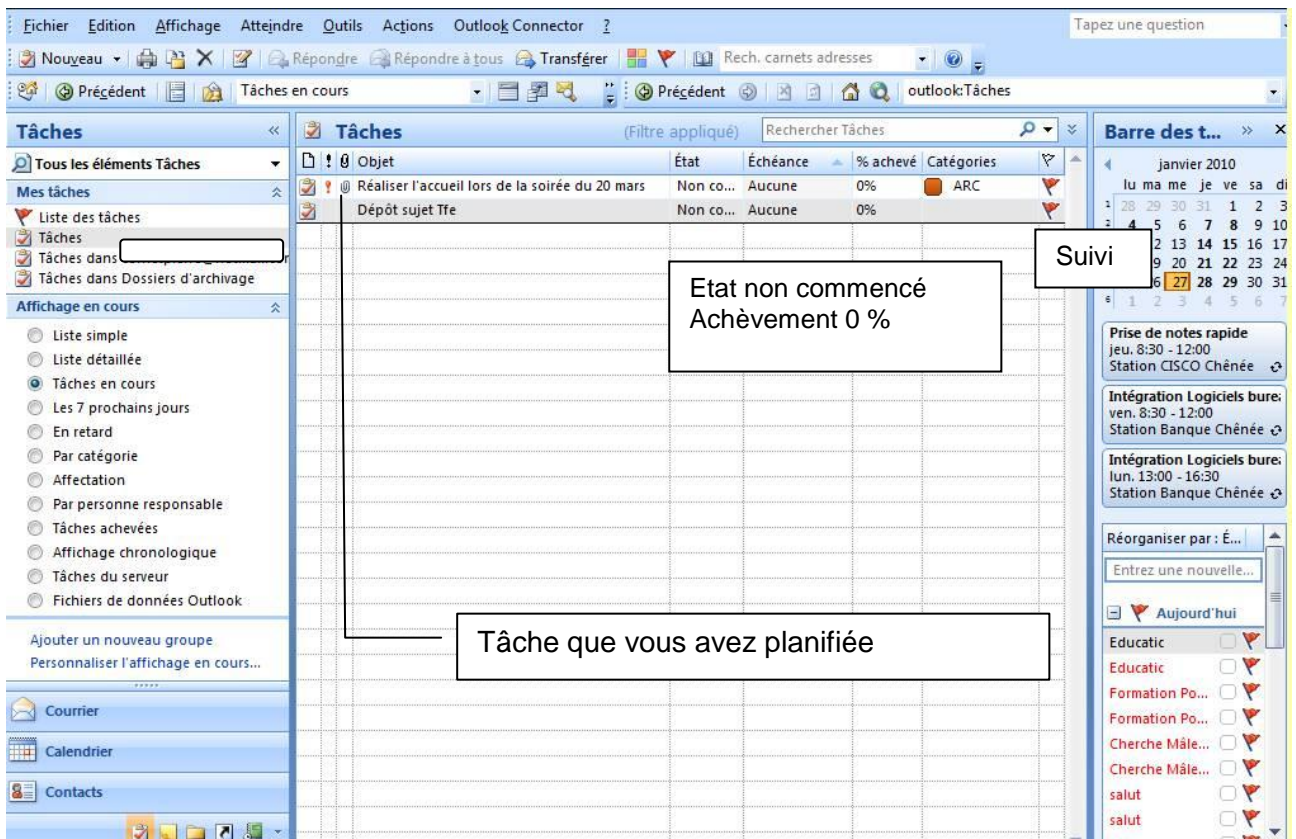 Fichier Edition Affichage Atteindre Outils Actions Outlook Connector ? Tapez une question
Nouveau Répondre Répondre à tous Transférer Rech. carnets adresses
Précédent Tâches en cours Précédent outlook:Tâches
Tâches «
Tous les éléments Tâches
Mes tâches
Liste des tâches
Tâches
Tâches dans
Tâches dans Dossiers d'archivage
Affichage en cours
Liste simple
Liste détaillée
Tâches en cours
Les 7 prochains jours
En retard
Par catégorie
Affectation
Par personne responsable
Tâches achevées
Affichage chronologique
Tâches du serveur
Fichiers de données Outlook
Ajouter un nouveau groupe
Personnaliser l'affichage en cours...
Courrier
Calendrier
Contacts
Tâches (Filtre appliqué) Rechercher Tâches
! Objet État Échéance % achevé Catégories
! Réaliser l'accueil lors de la soirée du 20 mars Non co... Aucune 0% ARC
Dépôt sujet Tfe Non co... Aucune 0%
Suivi
Etat non commencé
Achèvement 0 %
Tâche que vous avez planifiée
Barre des t... » ×
janvier 2010
lu ma me je ve sa di
1 28 29 30 31 1 2 3
4 5 6 7 8 9 10
2 13 14 15 16 17
9 20 21 22 23 24
6 27 28 29 30 31
6 1 2 3 4 5 6 7
Prise de notes rapide
jeu. 8:30 - 12:00
Station CISCO Chênée
Intégration Logiciels bure
ven. 8:30 - 12:00
Station Banque Chênée
Intégration Logiciels bure
lun. 13:00 - 16:30
Station Banque Chênée
Réorganiser par : É...
Entrez une nouvelle...
Aujourd'hui
Educatic
Educatic
Formation Po...
Formation Po...
Cherche Mâle...
Cherche Mâle...
salut
salut